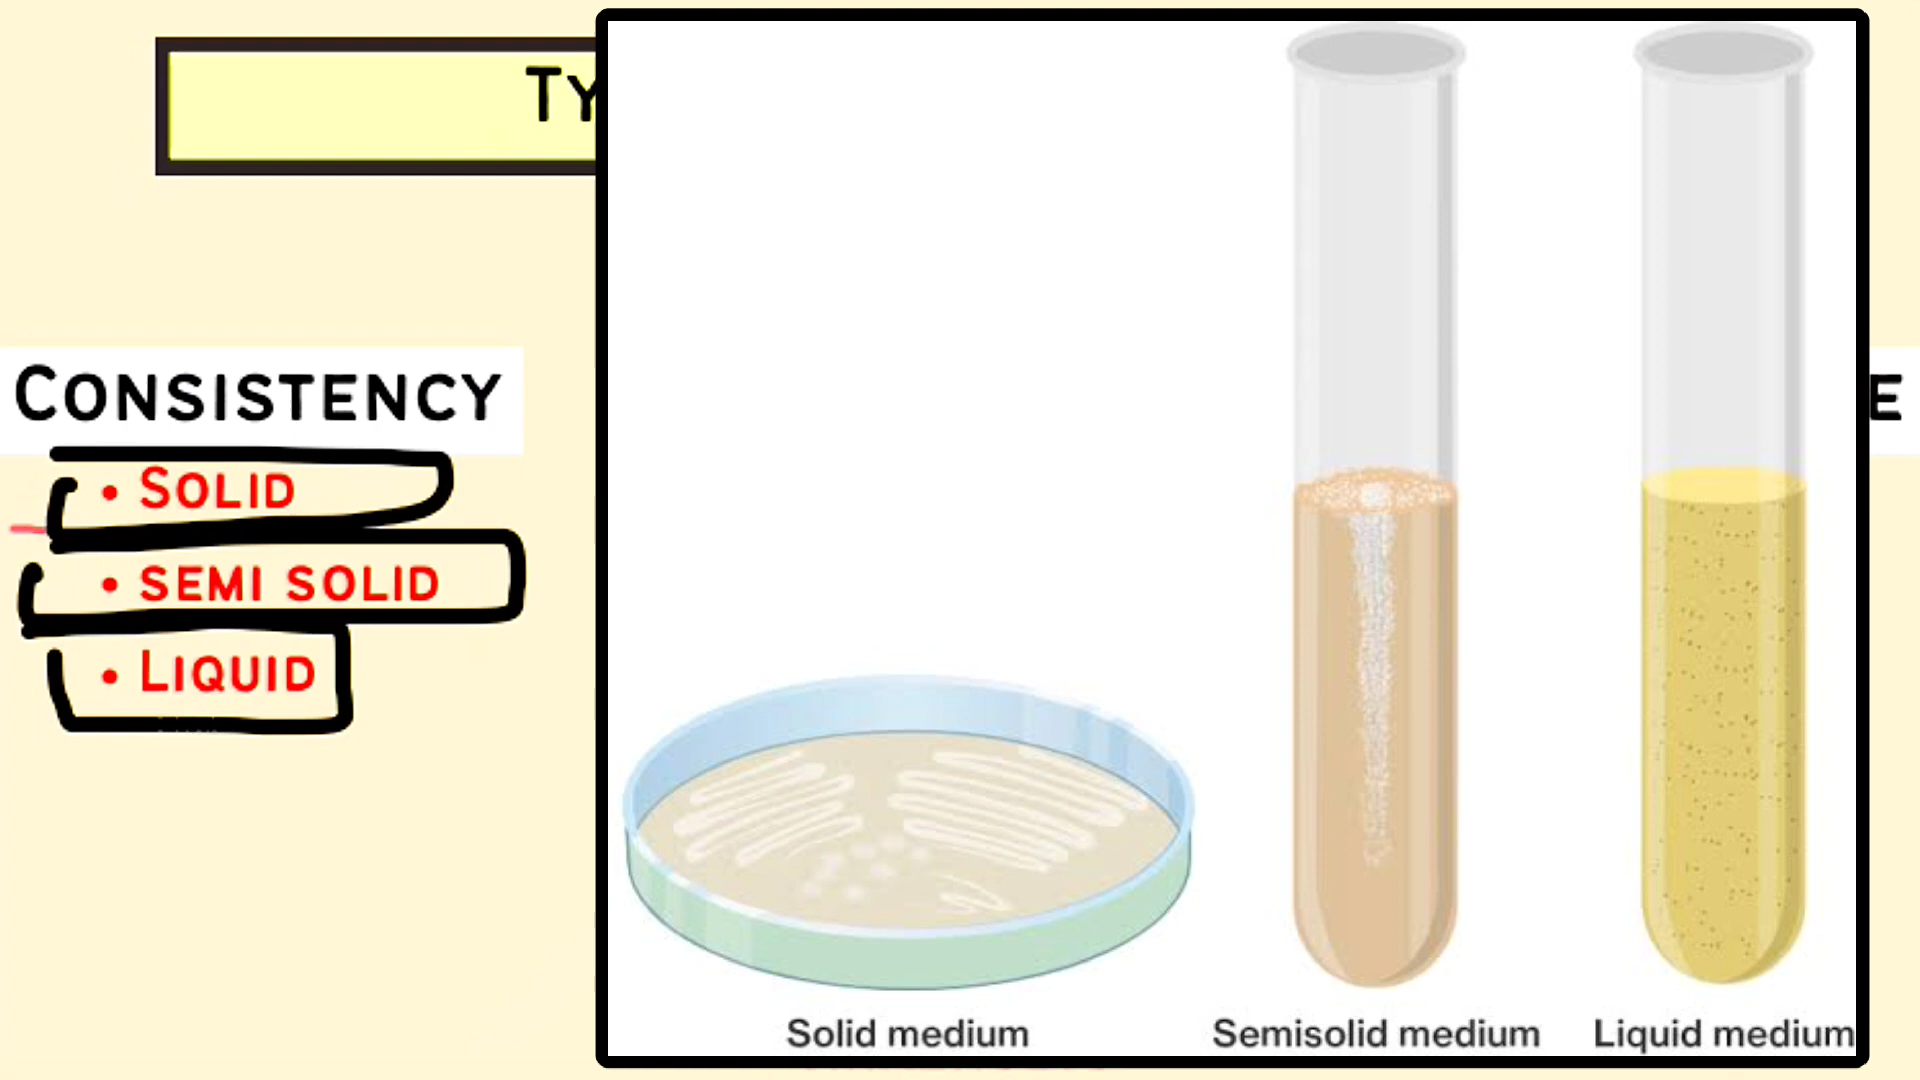 TY
CONSISTENCY
E
• SOLID
• SEMI SOLID
• LIQUID
Solid medium
Semisolid medium
Liquid medium